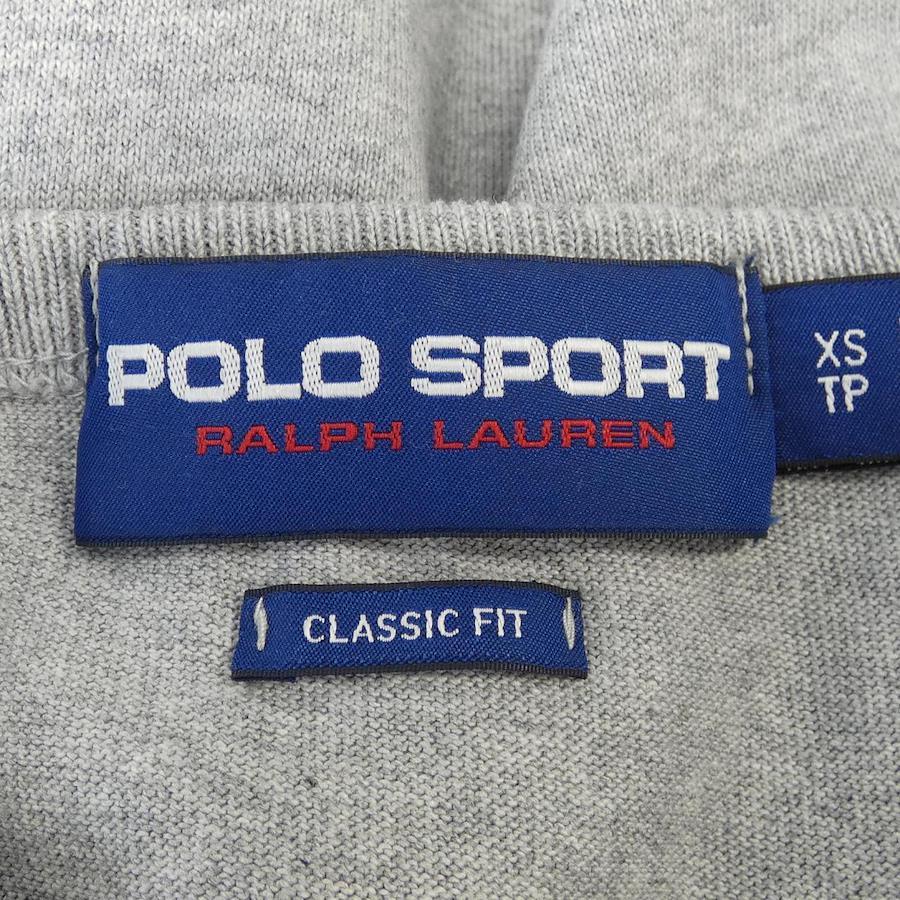 POLO SPORT
RALPH LAUREN
XS
TP
CLASSIC FIT